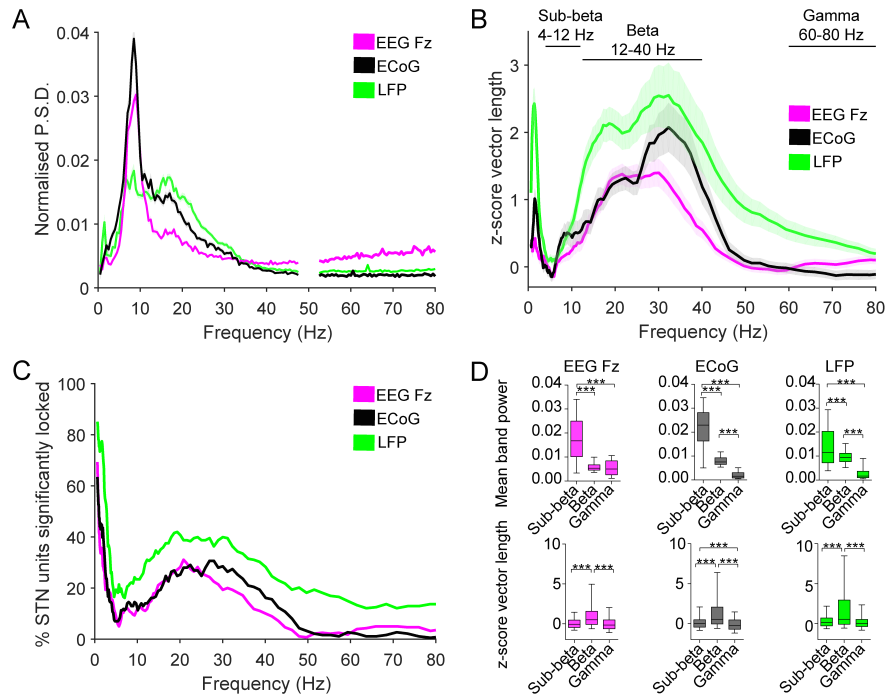 A
Normalised P.S.D.
0.04
0.03
0.02
0.01
0
0 10 20 30 40 50 60 70 80
Frequency (Hz)
EEG Fz
ECoG
LFP
B
Sub-beta
4-12 Hz
Beta
12-40 Hz
Gamma
60-80 Hz
z-score vector length
3
2
1
0
0 10 20 30 40 50 60 70 80
Frequency (Hz)
EEG Fz
ECoG
LFP
C
% STN units significantly locked
100
80
60
40
20
0
0 10 20 30 40 50 60 70 80
Frequency (Hz)
EEG Fz
ECoG
LFP
D
EEG Fz
Mean band power
0.04
0.03
0.02
0.01
0.00
***
***
Sub-beta
Beta
Gamma
ECoG
0.04
0.03
0.02
0.01
0.00
***
***
***
Sub-beta
Beta
Gamma
LFP
0.04
0.03
0.02
0.01
0.00
***
***
***
Sub-beta
Beta
Gamma
z-score vector length
10
5
0
*** ***
Sub-beta
Beta
Gamma
10
5
0
***
*** ***
Sub-beta
Beta
Gamma
10
5
0
*** ***
Sub-beta
Beta
Gamma